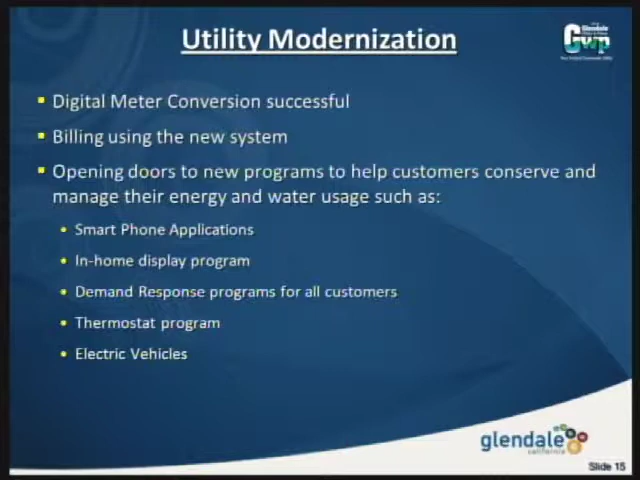 Utility Modernization
Glendale
GWP
Digital Meter Conversion successful
Billing using the new system
Opening doors to new programs to help customers conserve and
manage their energy and water usage such as:
Smart Phone Applications
In-home display program
Demand Response programs for all customers
Thermostat program
Electric Vehicles
glendale
california
Slide 15